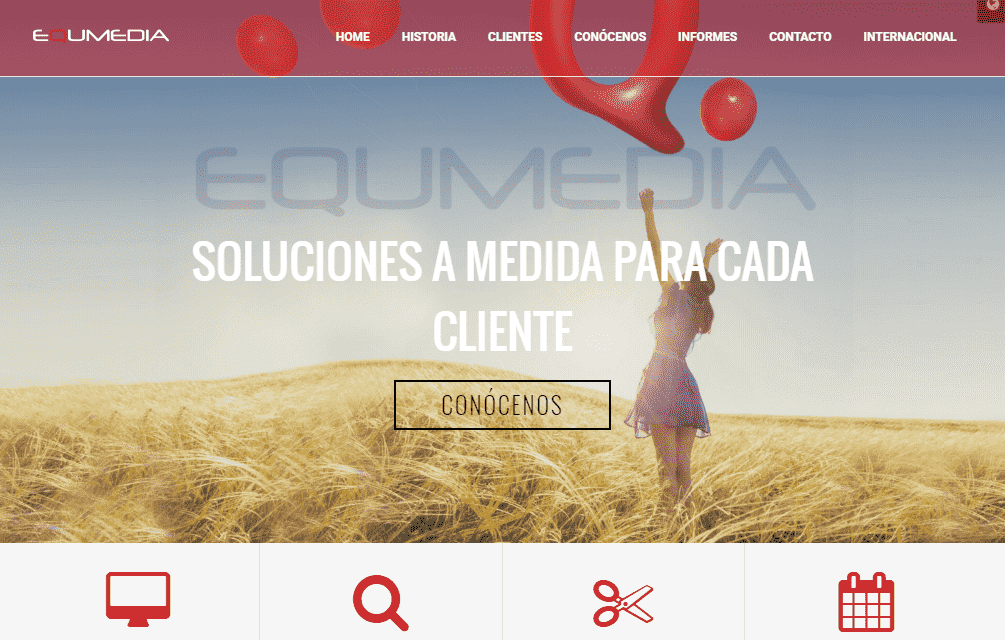 EQUMEDIA
HOME HISTORIA CLIENTES CONÓCENOS INFORMES CONTACTO INTERNACIONAL
EQUMEDIA
SOLUCIONES A MEDIDA PARA CADA
CLIENTE
CONÓCENOS